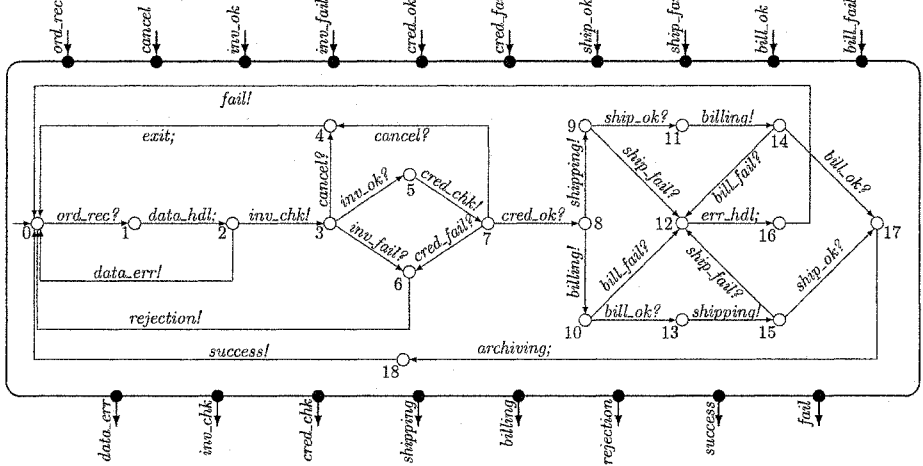 ord_rec
cancel
inv_ok
inv_fail
cred_ok
cred_fa
ship_ok
ship_fa
bill_ok
bill_fail
fail!
exit;
4
cancel?
9
ship_ok?
11
billing!
14
cancel?
inv_ok?
5
cred_chk!
shipping!
ship_fail?
bill_fail?
bill_ok?
0
ord_rec?
1
data_hdl;
2
inv_chk!
3
7
cred_ok?
8
12
err_hdl;
16
17
inv_fail?
cred_fail?
6
data_err!
billing!
bill_fail?
ship_fail?
ship_ok?
rejection!
10
bill_ok?
13
shipping!
15
success!
18
archiving;
data_err
inv_chk
cred_chk
shipping
billing
rejection
success
fail